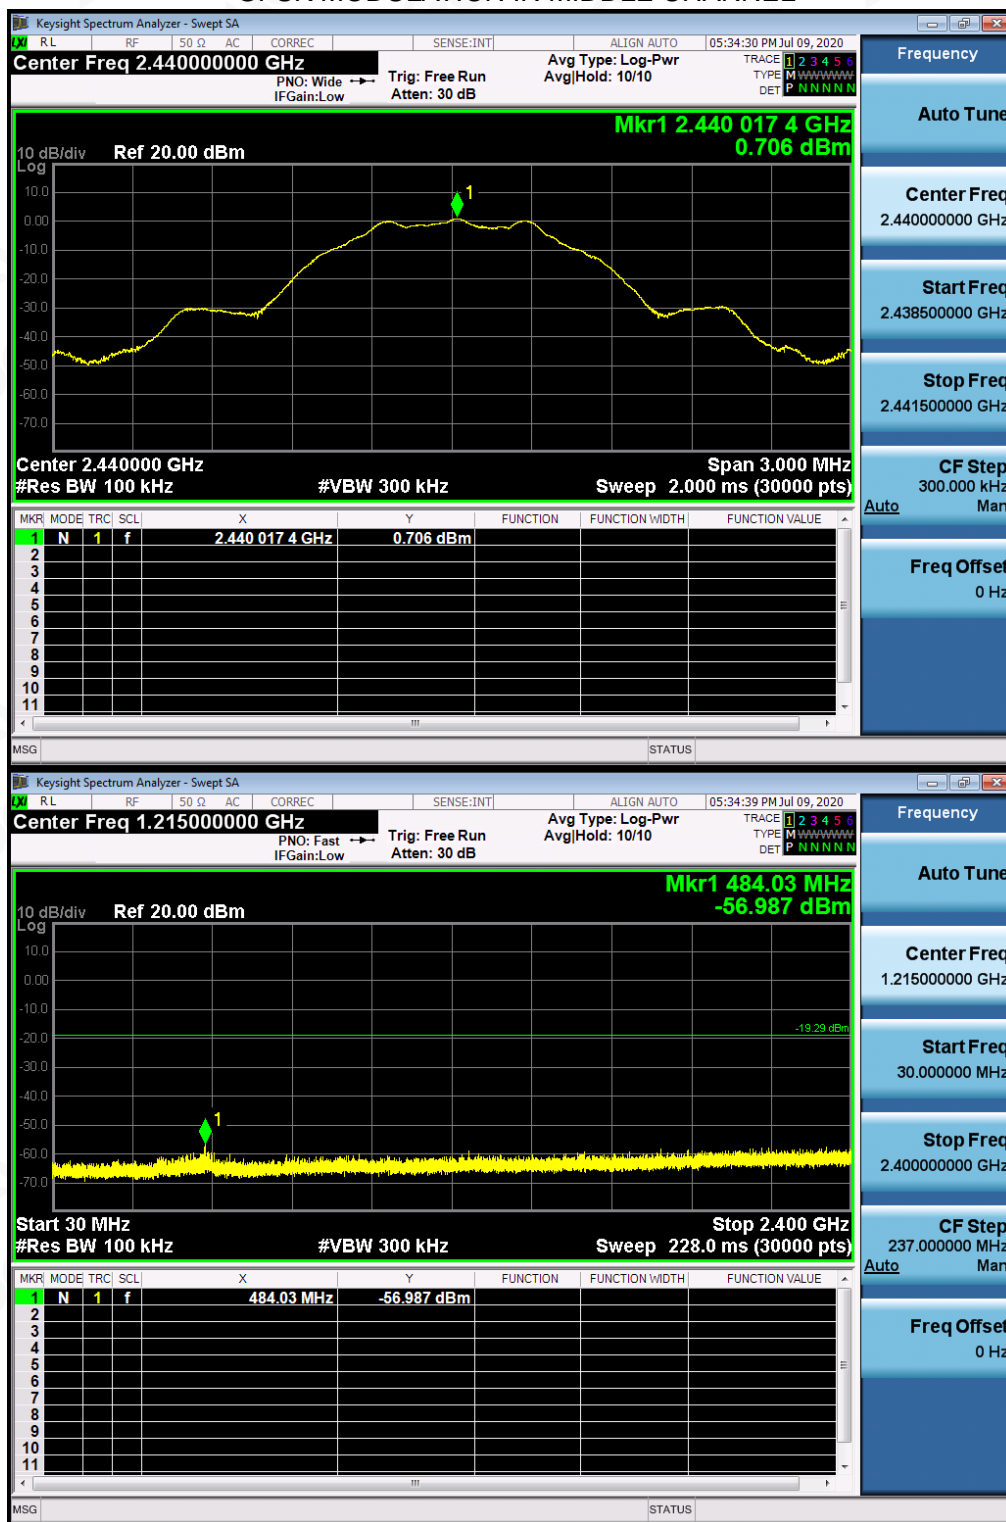 Keysight Spectrum Analyzer - Swept SA
LXI RL RF 50 Ω AC CORREC SENSE:INT ALIGN AUTO 05:34:30 PM Jul 09, 2020
Center Freq 2.440000000 GHz
PNO: Wide
IFGain:Low
Trig: Free Run
Atten: 30 dB
Avg Type: Log-Pwr
Avg|Hold: 10/10
TRACE 1 2 3 4 5 6
TYPE M WWWWW
DET P N N N N N
Mkr1 2.440 017 4 GHz
0.706 dBm
10 dB/div Ref 20.00 dBm
Log
10.0
0.00
-10.0
-20.0
-30.0
-40.0
-50.0
-60.0
-70.0
1
Center 2.440000 GHz Span 3.000 MHz
#Res BW 100 kHz #VBW 300 kHz Sweep 2.000 ms (30000 pts)
MKR MODE TRC SCL X Y FUNCTION FUNCTION WIDTH FUNCTION VALUE
1 N 1 f 2.440 017 4 GHz 0.706 dBm
2
3
4
5
6
7
8
9
10
11
MSG STATUS
Frequency
Auto Tune
Center Freq
2.440000000 GHz
Start Freq
2.438500000 GHz
Stop Freq
2.441500000 GHz
CF Step
300.000 kHz
Auto Man
Freq Offset
0 Hz
Keysight Spectrum Analyzer - Swept SA
LXI RL RF 50 Ω AC CORREC SENSE:INT ALIGN AUTO 05:34:39 PM Jul 09, 2020
Center Freq 1.215000000 GHz
PNO: Fast
IFGain:Low
Trig: Free Run
Atten: 30 dB
Avg Type: Log-Pwr
Avg|Hold: 10/10
TRACE 1 2 3 4 5 6
TYPE M WWWWW
DET P N N N N N
Mkr1 484.03 MHz
-56.987 dBm
10 dB/div Ref 20.00 dBm
Log
10.0
0.00
-10.0
-20.0
-30.0
-40.0
-50.0
-60.0
-70.0
-19.29 dBm
1
Start 30 MHz Stop 2.400 GHz
#Res BW 100 kHz #VBW 300 kHz Sweep 228.0 ms (30000 pts)
MKR MODE TRC SCL X Y FUNCTION FUNCTION WIDTH FUNCTION VALUE
1 N 1 f 484.03 MHz -56.987 dBm
2
3
4
5
6
7
8
9
10
11
MSG STATUS
Frequency
Auto Tune
Center Freq
1.215000000 GHz
Start Freq
30.000000 MHz
Stop Freq
2.400000000 GHz
CF Step
237.000000 MHz
Auto Man
Freq Offset
0 Hz